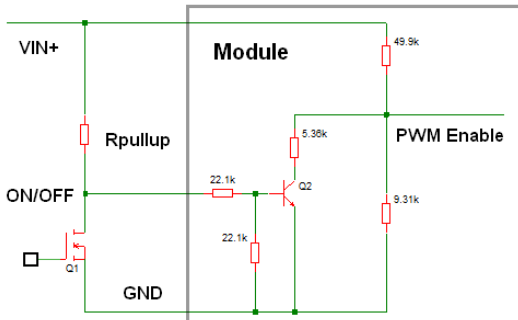 49.9k
VIN+
Module
Rpullup
5.36k
PWM Enable
22.1k
Q2
ON/OFF
9.31k
22.1k
Q1
GND